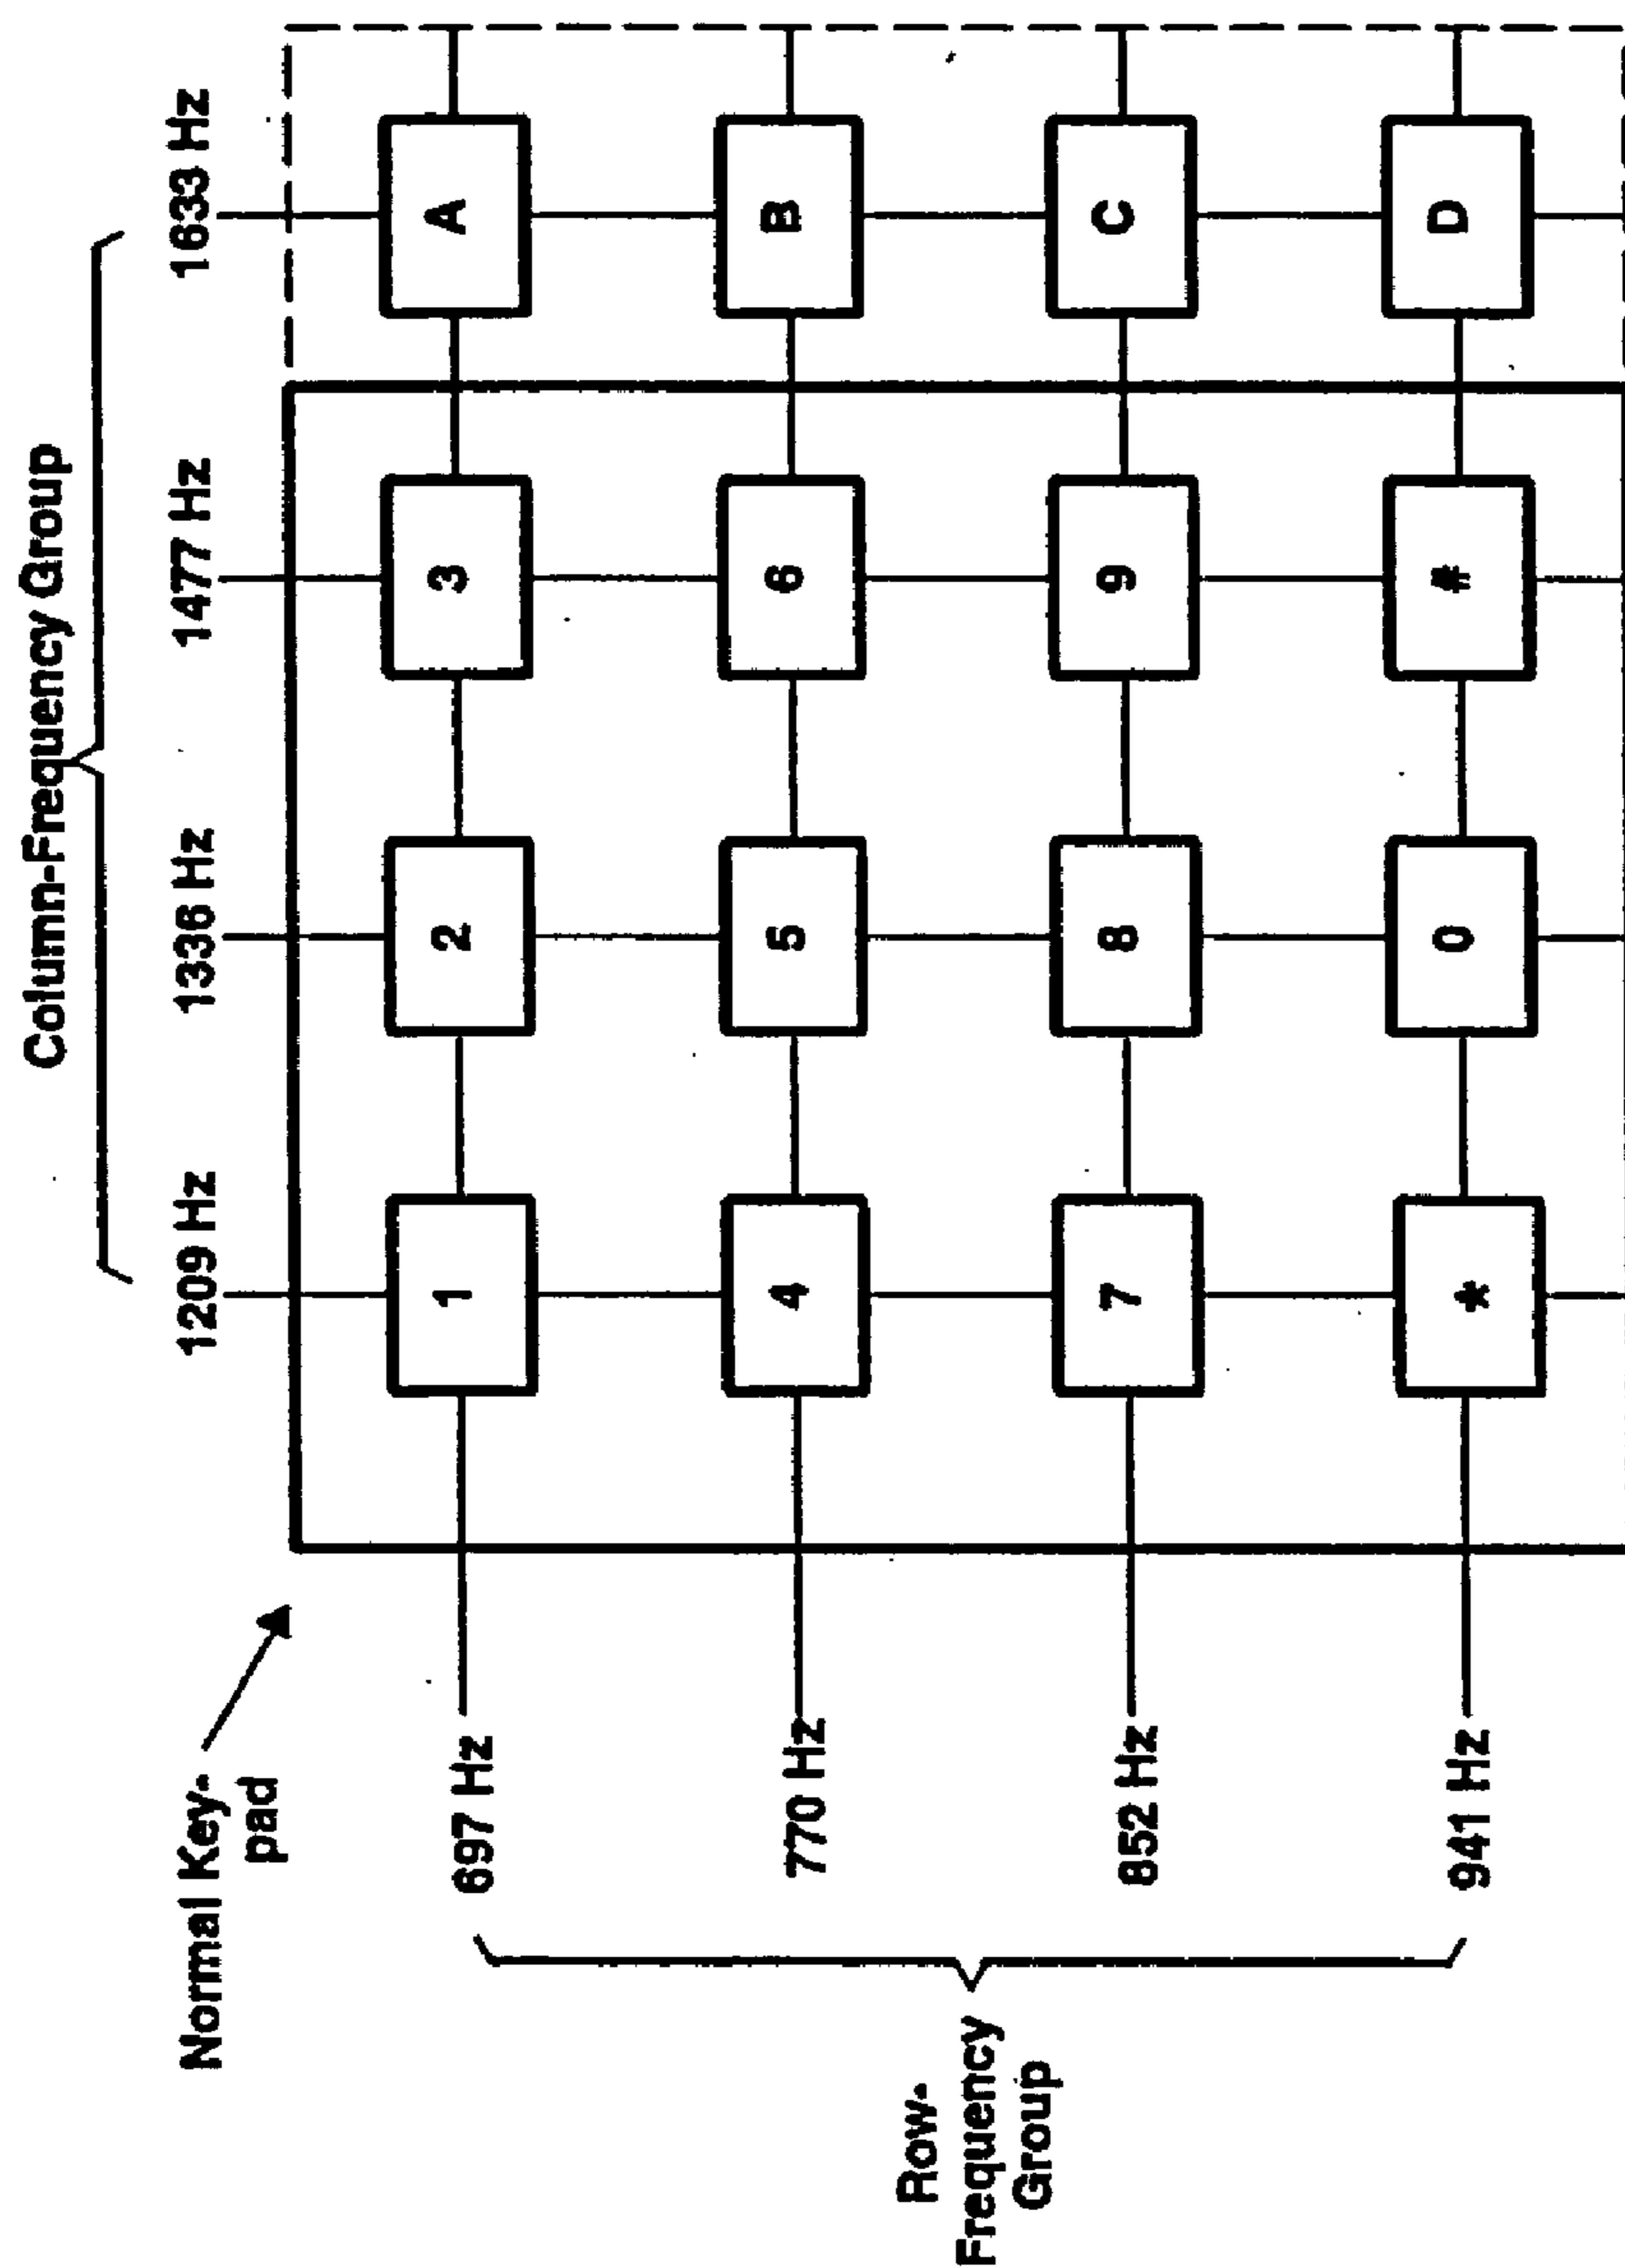 Column-Frequency Group
1209 Hz 1336 Hz 1477 Hz 1633 Hz
Normal Key-
pad
697 Hz 1 2 3 A
770 Hz 4 5 6 B
852 Hz 7 8 9 C
941 Hz * 0 # D
Row-
Frequency
Group